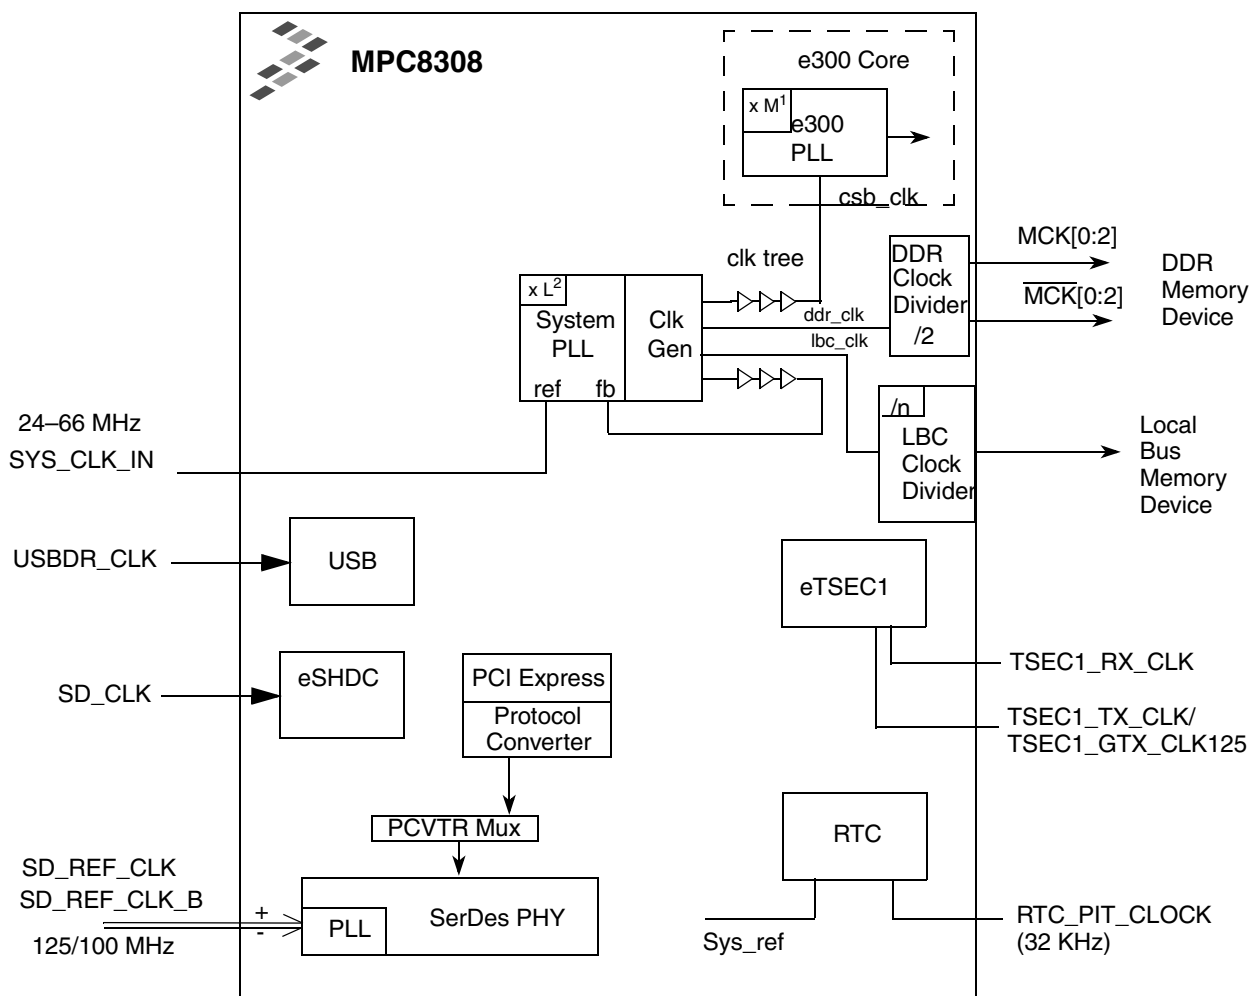 MPC8308
e300 Core
x M1
e300
PLL
csb_clk
clk tree
x L2
System
PLL
ref fb
Clk
Gen
ddr_clk
lbc_clk
DDR
Clock
Divider
/2
MCK[0:2]
MCK[0:2]
DDR
Memory
Device
/n
LBC
Clock
Divider
Local
Bus
Memory
Device
24–66 MHz
SYS_CLK_IN
USBDR_CLK
USB
eTSEC1
TSEC1_RX_CLK
TSEC1_TX_CLK/
TSEC1_GTX_CLK125
SD_CLK
eSHDC
PCI Express
Protocol
Converter
PCVTR Mux
RTC
SD_REF_CLK
SD_REF_CLK_B
+
-
125/100 MHz
PLL
SerDes PHY
Sys_ref
RTC_PIT_CLOCK
(32 KHz)